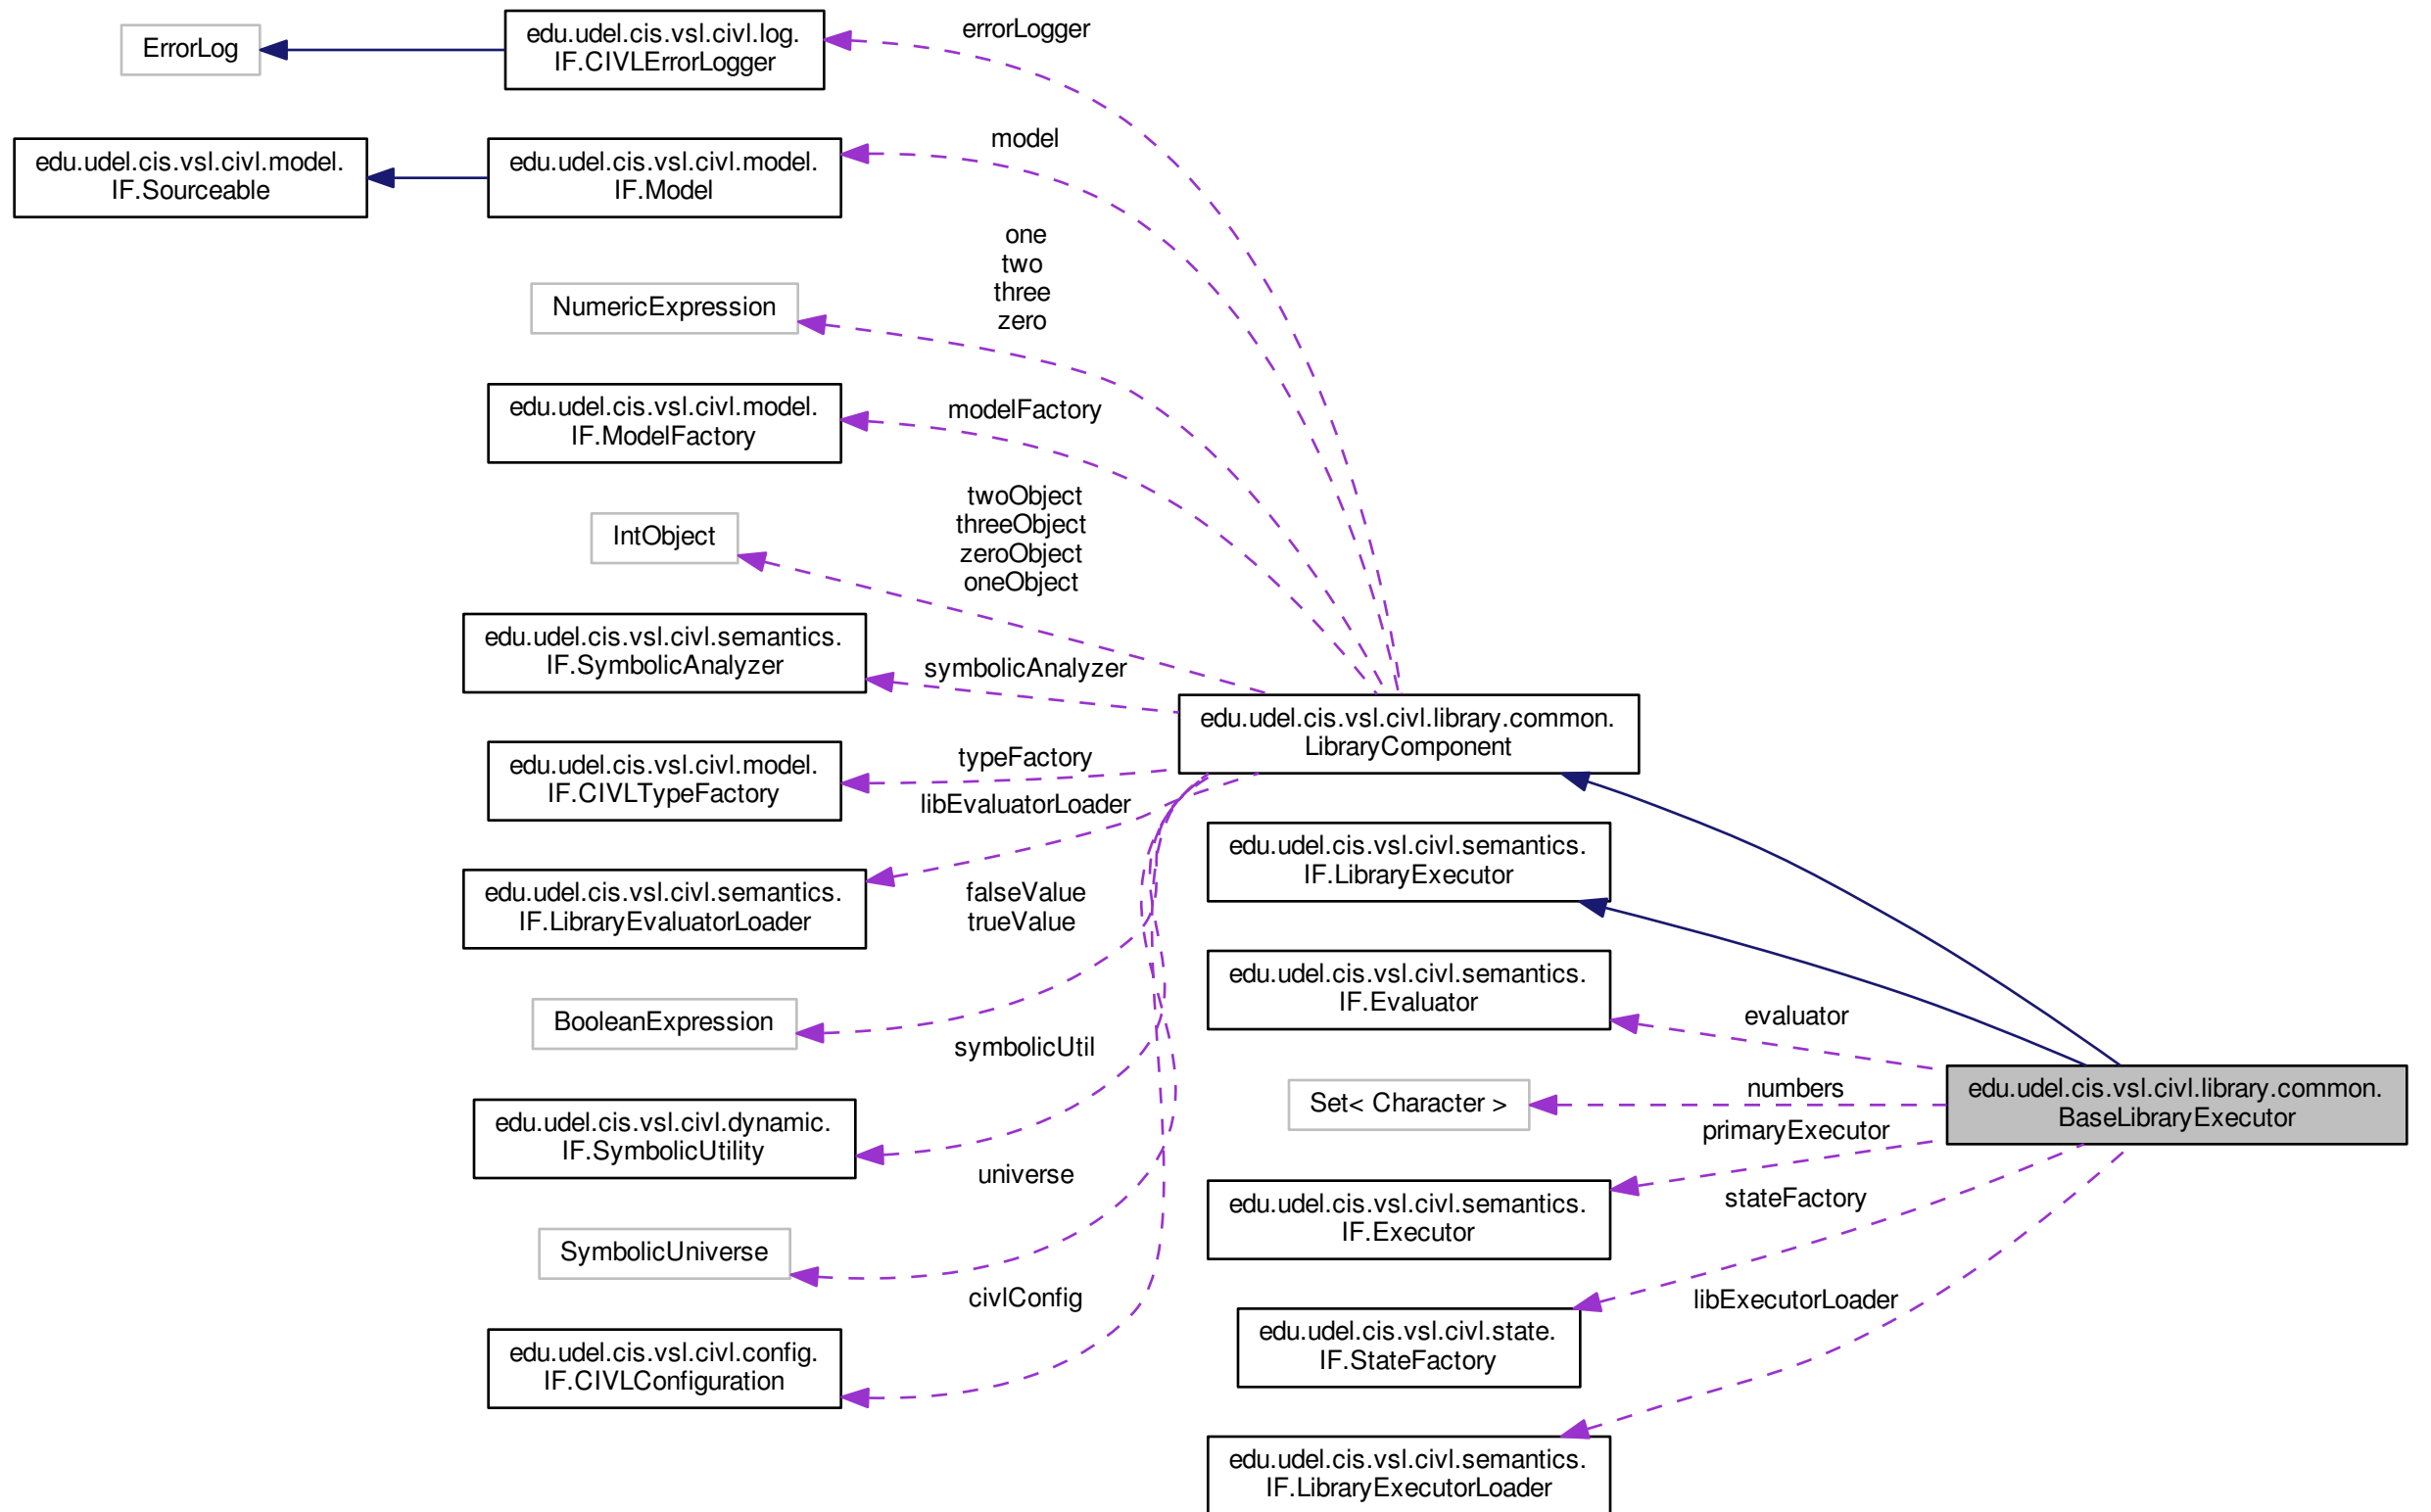 ErrorLog
edu.udel.cis.vsl.civl.log.
IF.CIVLErrorLogger
errorLogger
edu.udel.cis.vsl.civl.model.
IF.Sourceable
edu.udel.cis.vsl.civl.model.
IF.Model
model
NumericExpression
one
two
three
zero
edu.udel.cis.vsl.civl.model.
IF.ModelFactory
modelFactory
IntObject
twoObject
threeObject
zeroObject
oneObject
edu.udel.cis.vsl.civl.semantics.
IF.SymbolicAnalyzer
symbolicAnalyzer
edu.udel.cis.vsl.civl.library.common.
LibraryComponent
edu.udel.cis.vsl.civl.model.
IF.CIVLTypeFactory
typeFactory
edu.udel.cis.vsl.civl.semantics.
IF.LibraryEvaluatorLoader
libEvaluatorLoader
edu.udel.cis.vsl.civl.semantics.
IF.LibraryExecutor
BooleanExpression
falseValue
trueValue
edu.udel.cis.vsl.civl.semantics.
IF.Evaluator
evaluator
edu.udel.cis.vsl.civl.dynamic.
IF.SymbolicUtility
symbolicUtil
Set< Character >
numbers
edu.udel.cis.vsl.civl.library.common.
BaseLibraryExecutor
primaryExecutor
SymbolicUniverse
universe
edu.udel.cis.vsl.civl.semantics.
IF.Executor
stateFactory
edu.udel.cis.vsl.civl.config.
IF.CIVLConfiguration
civlConfig
edu.udel.cis.vsl.civl.state.
IF.StateFactory
libExecutorLoader
edu.udel.cis.vsl.civl.semantics.
IF.LibraryExecutorLoader